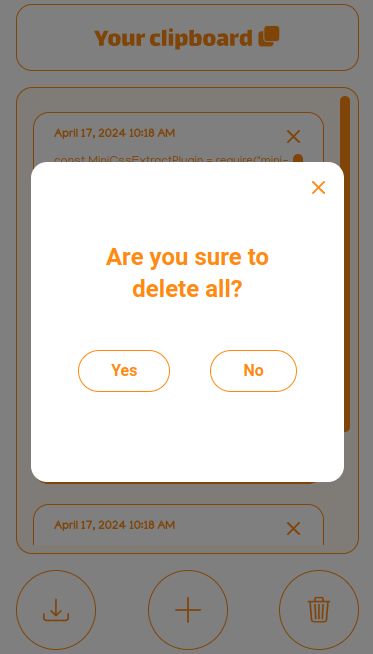 Your clipboard
April 17, 2024 10:18 AM
const MiniCssExtractPlugin = require("mini-
Are you sure to
delete all?
Yes
No
April 17, 2024 10:18 AM